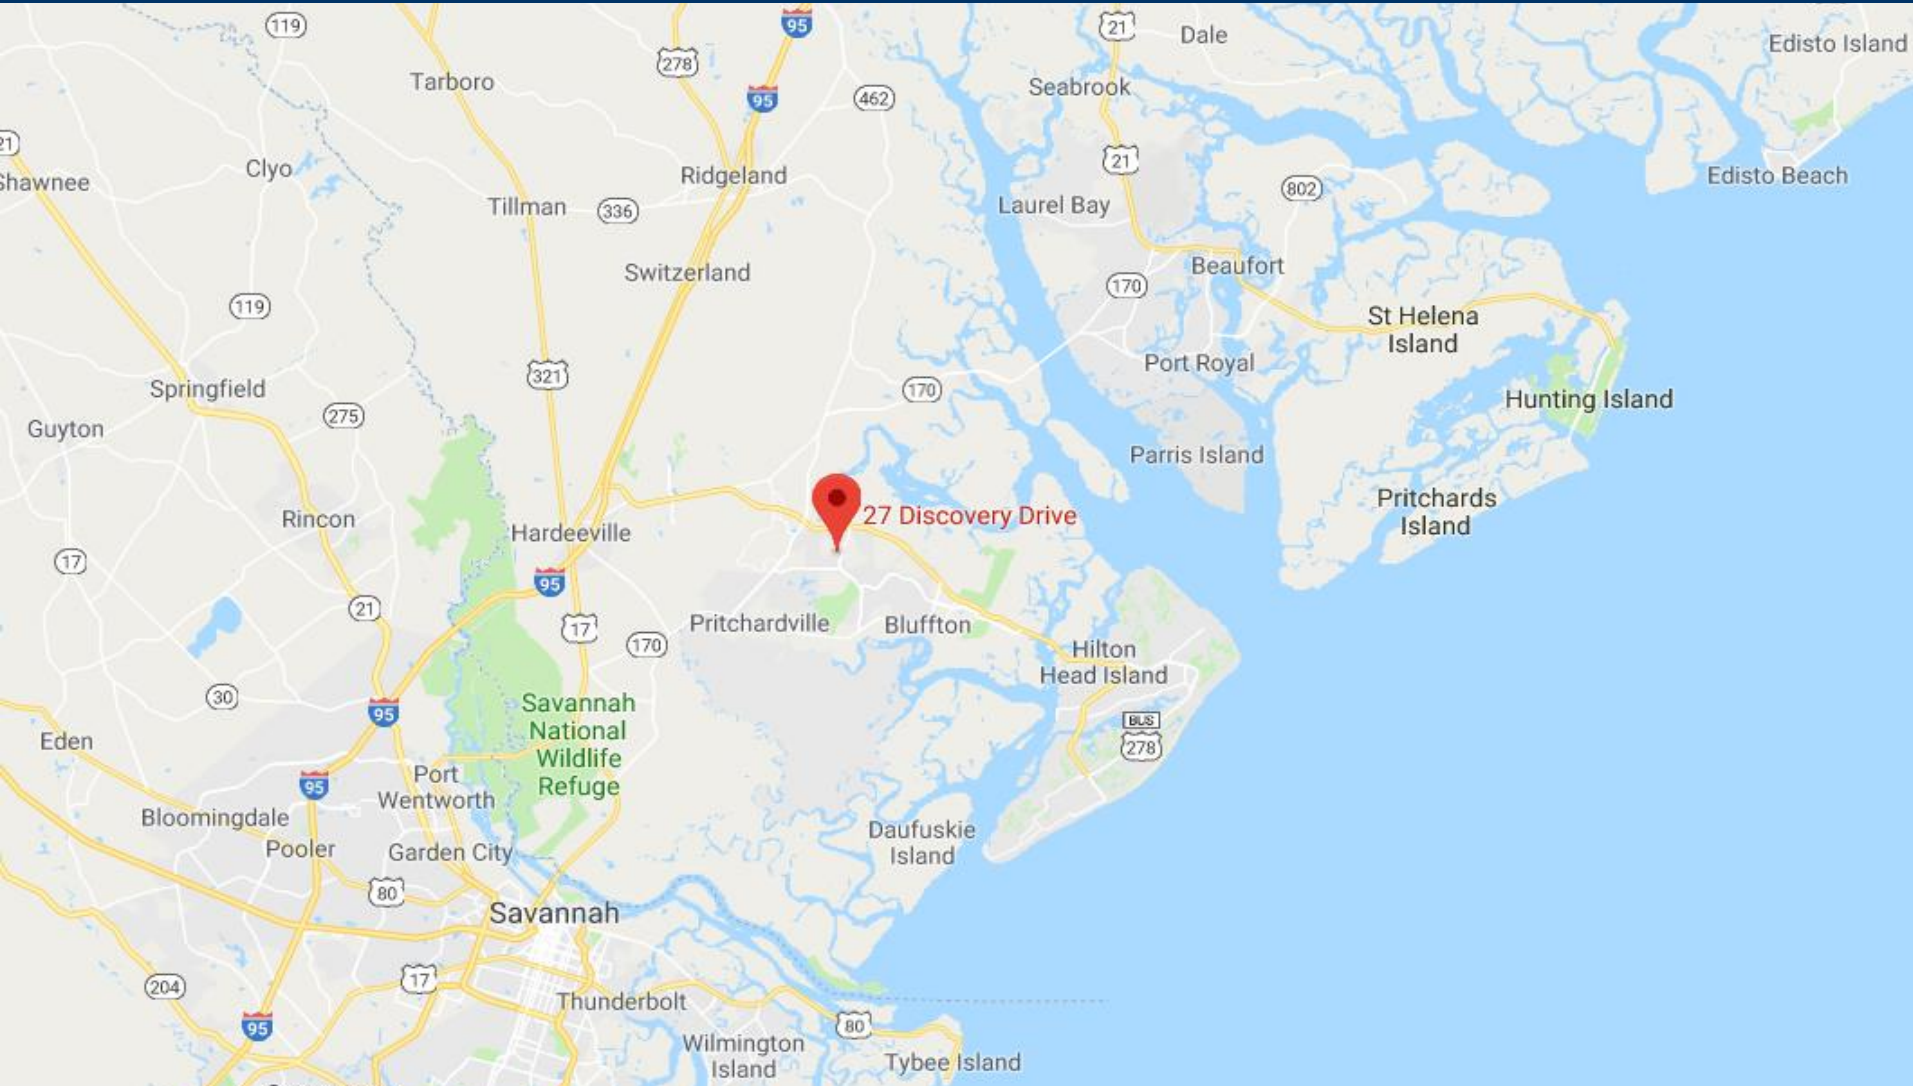 119
95
21
Dale
Edisto Island
278
Tarboro
Seabrook
95
462
21
21
Clyo
Shawnee
Ridgeland
Edisto Beach
802
Tillman
336
Laurel Bay
Switzerland
Beaufort
170
119
St Helena
Island
Port Royal
321
Springfield
170
Hunting Island
275
Guyton
Parris Island
Pritchards
Island
27 Discovery Drive
Rincon
Hardeeville
17
95
21
17
Pritchardville
Bluffton
170
Hilton
Head Island
30
Savannah
National
Wildlife
Refuge
95
BUS
278
Eden
Port
Wentworth
95
Bloomingdale
Daufuskie
Island
Pooler
Garden City
80
Savannah
17
204
Thunderbolt
95
80
Wilmington
Island
Tybee Island